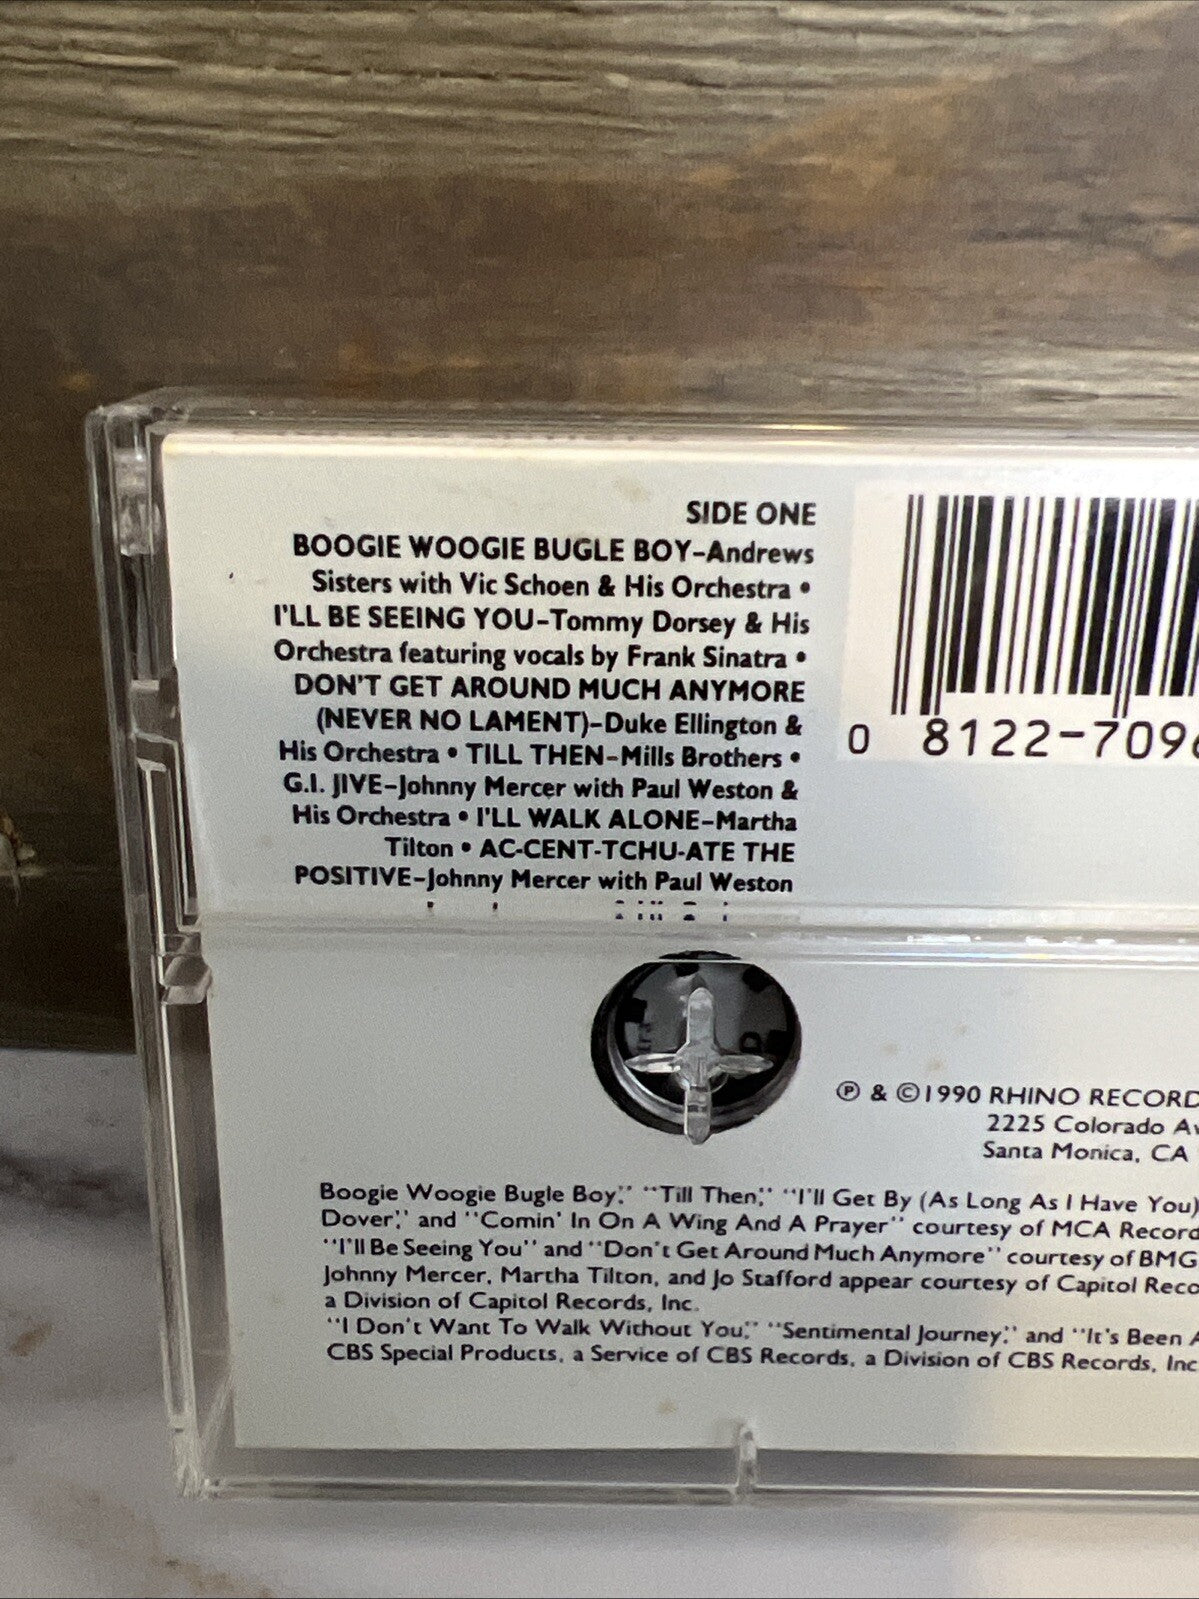 SIDE ONE
BOOGIE WOOGIE BUGLE BOY–Andrews
Sisters with Vic Schoen & His Orchestra •
I'LL BE SEEING YOU–Tommy Dorsey & His
Orchestra featuring vocals by Frank Sinatra •
DON'T GET AROUND MUCH ANYMORE
(NEVER NO LAMENT)–Duke Ellington &
His Orchestra • TILL THEN–Mills Brothers •
G.I. JIVE–Johnny Mercer with Paul Weston &
His Orchestra • I'LL WALK ALONE–Martha
Tilton • AC-CENT-TCHU-ATE THE
POSITIVE–Johnny Mercer with Paul Weston
0 8122-7096
℗ & ©1990 RHINO RECORD
2225 Colorado Av
Santa Monica, CA
Boogie Woogie Bugle Boy," "Till Then," "I'll Get By (As Long As I Have You)
Dover," and "Comin' In On A Wing And A Prayer" courtesy of MCA Record
"I'll Be Seeing You" and "Don't Get Around Much Anymore" courtesy of BMG
Johnny Mercer, Martha Tilton, and Jo Stafford appear courtesy of Capitol Reco
a Division of Capitol Records, Inc.
"I Don't Want To Walk Without You," "Sentimental Journey," and "It's Been A
CBS Special Products, a Service of CBS Records, a Division of CBS Records, Inc